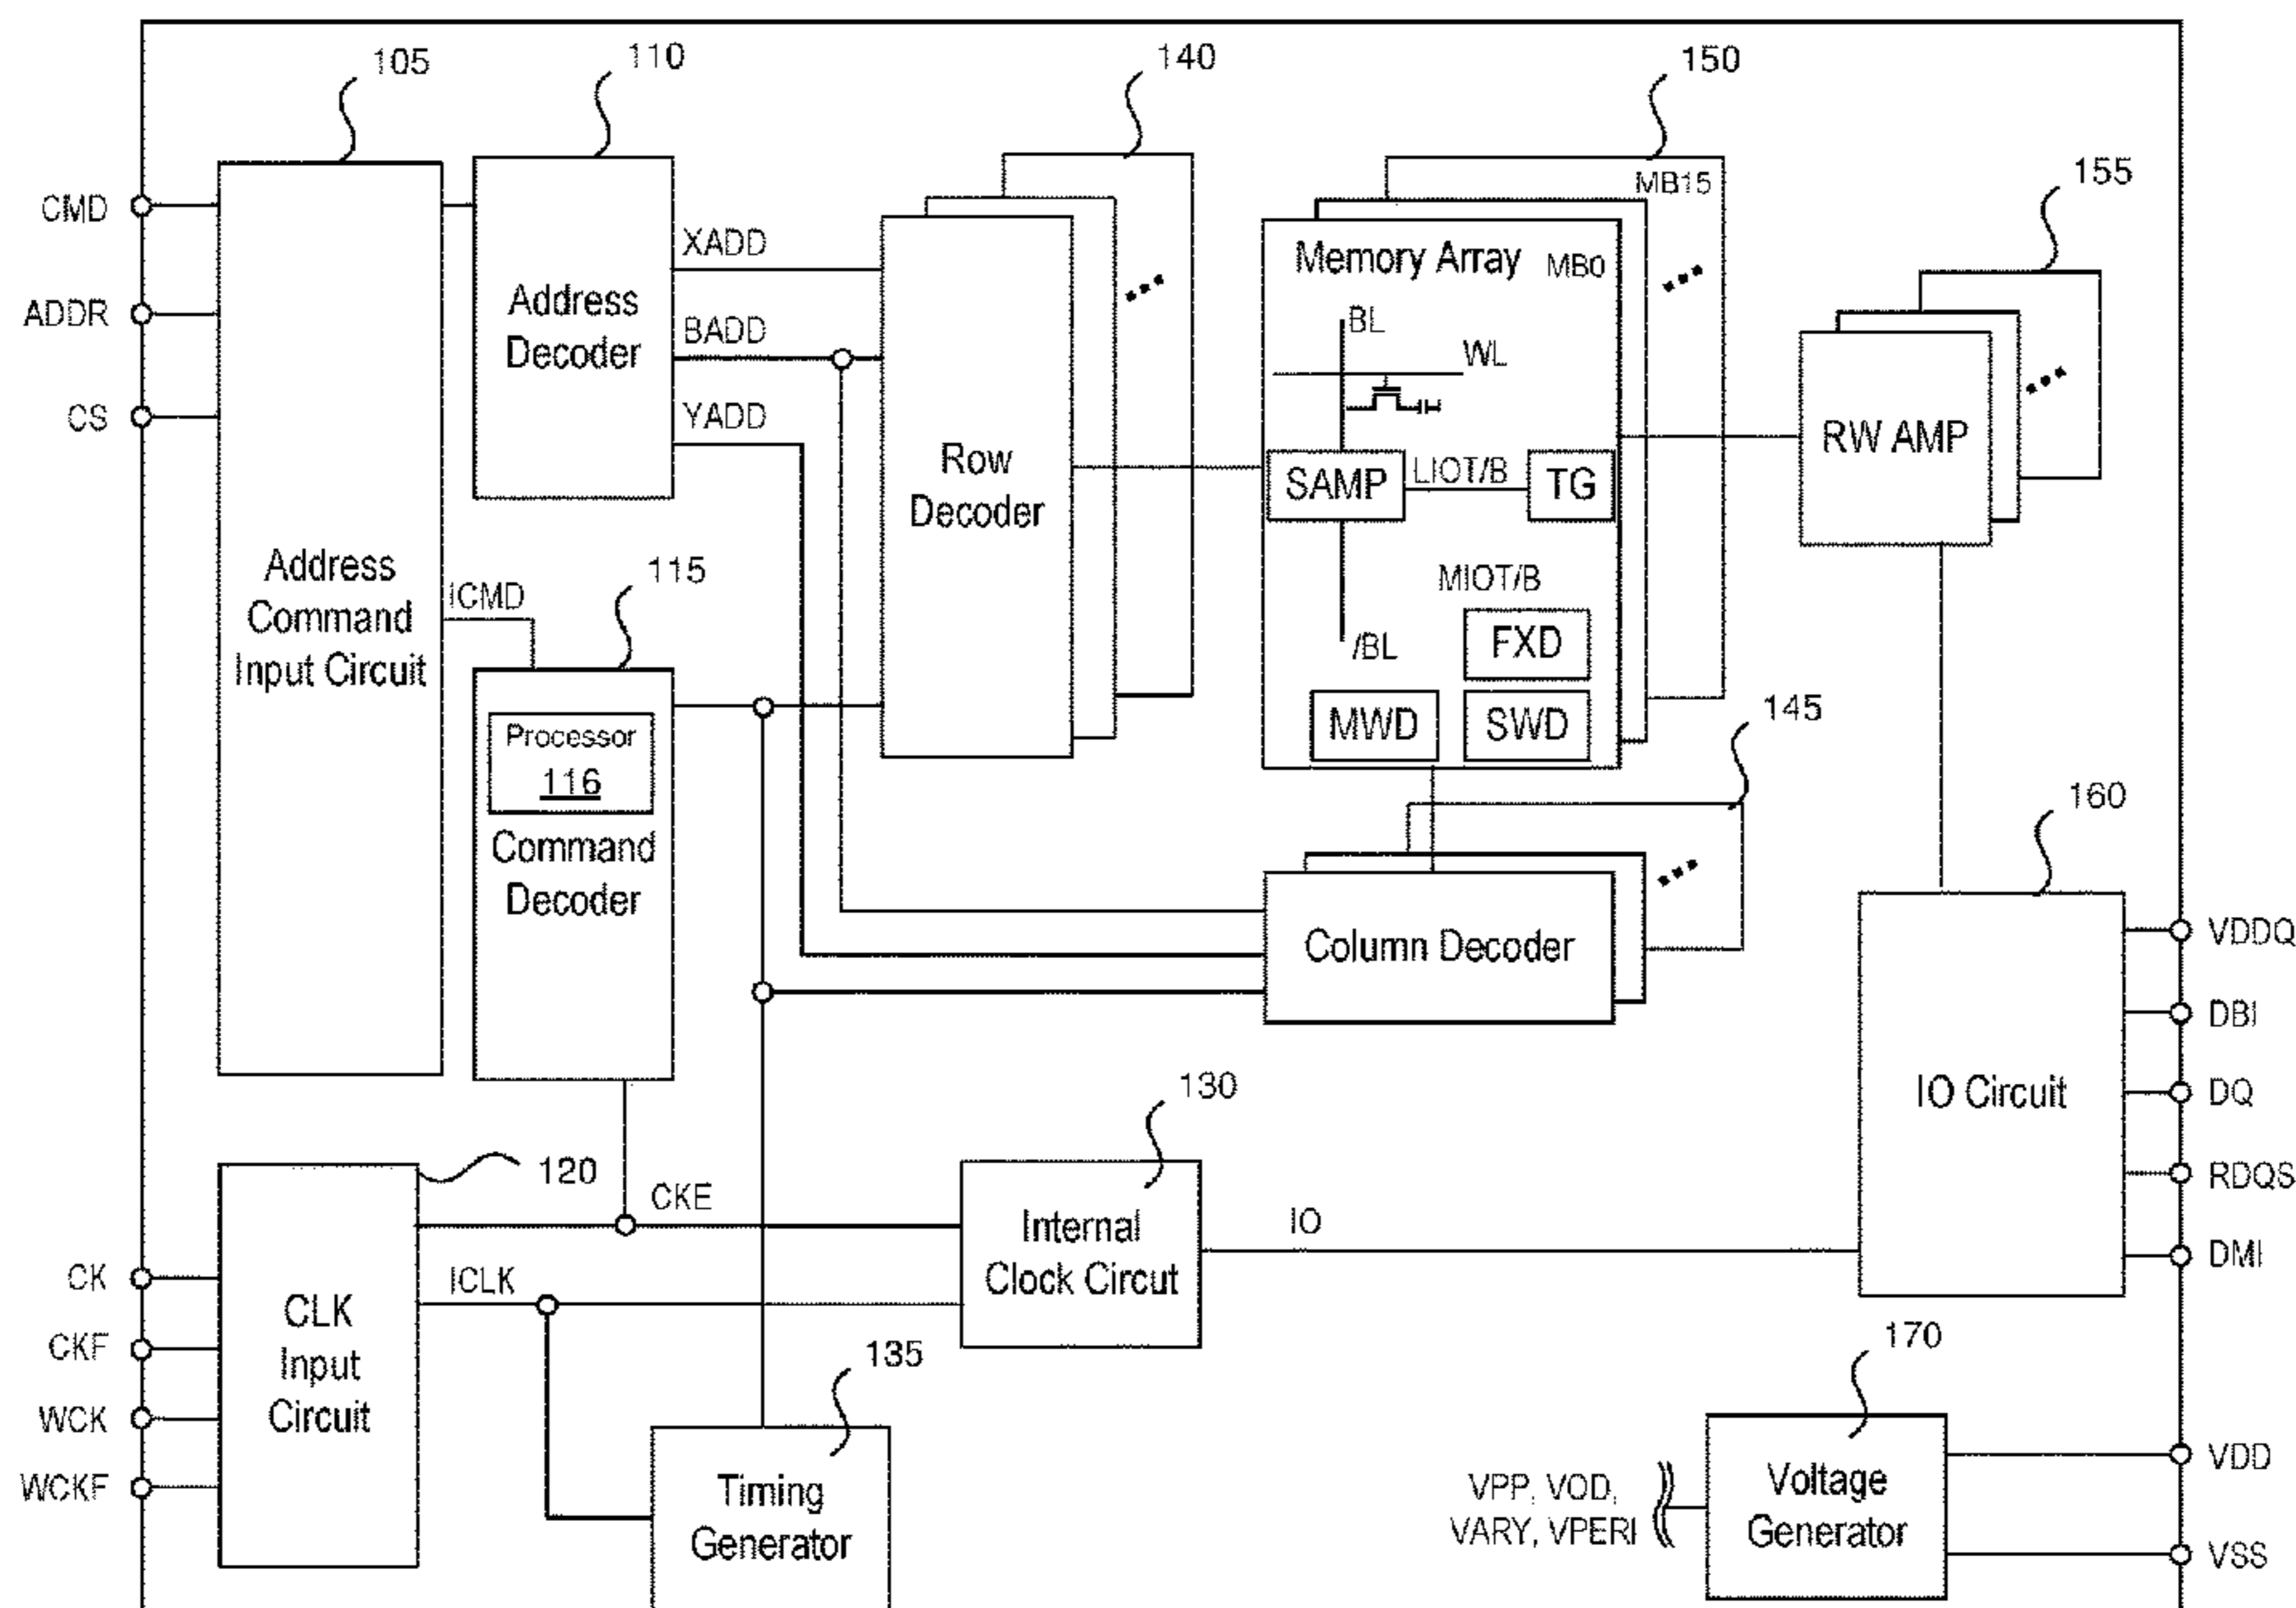 105
110
140
150
155
CMD
ADDR
CS
Address
Command
Input Circuit
Address
Decoder
XADD
BADD
YADD
Row
Decoder
MB15
Memory Array
MB0
BL
WL
SAMP
LIOT/B
TG
MIOT/B
/BL
FXD
MWD
SWD
RW AMP
ICMD
115
Processor
116
Command
Decoder
145
Column Decoder
160
IO Circuit
VDDQ
DBI
DQ
RDQS
DMI
120
CKE
130
Internal
Clock Circut
IO
CK
CKF
WCK
WCKF
CLK
Input
Circuit
ICLK
135
Timing
Generator
170
VPP, VOD,
VARY, VPERI
Voltage
Generator
VDD
VSS